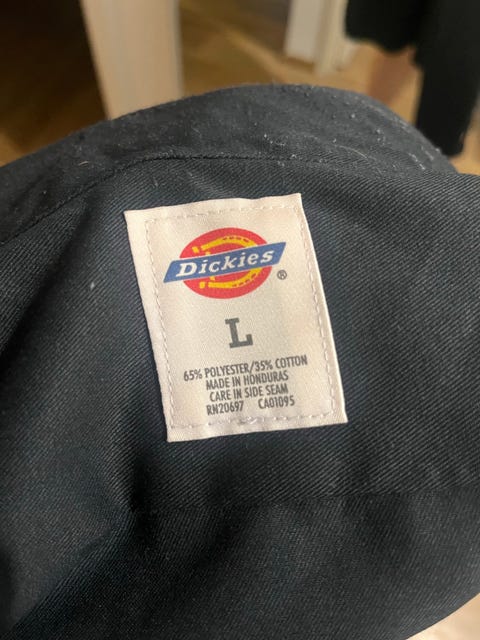 Dickies
®
L
65% POLYESTER/35% COTTON
MADE IN HONDURAS
CARE IN SIDE SEAM
RN20697 CA01095